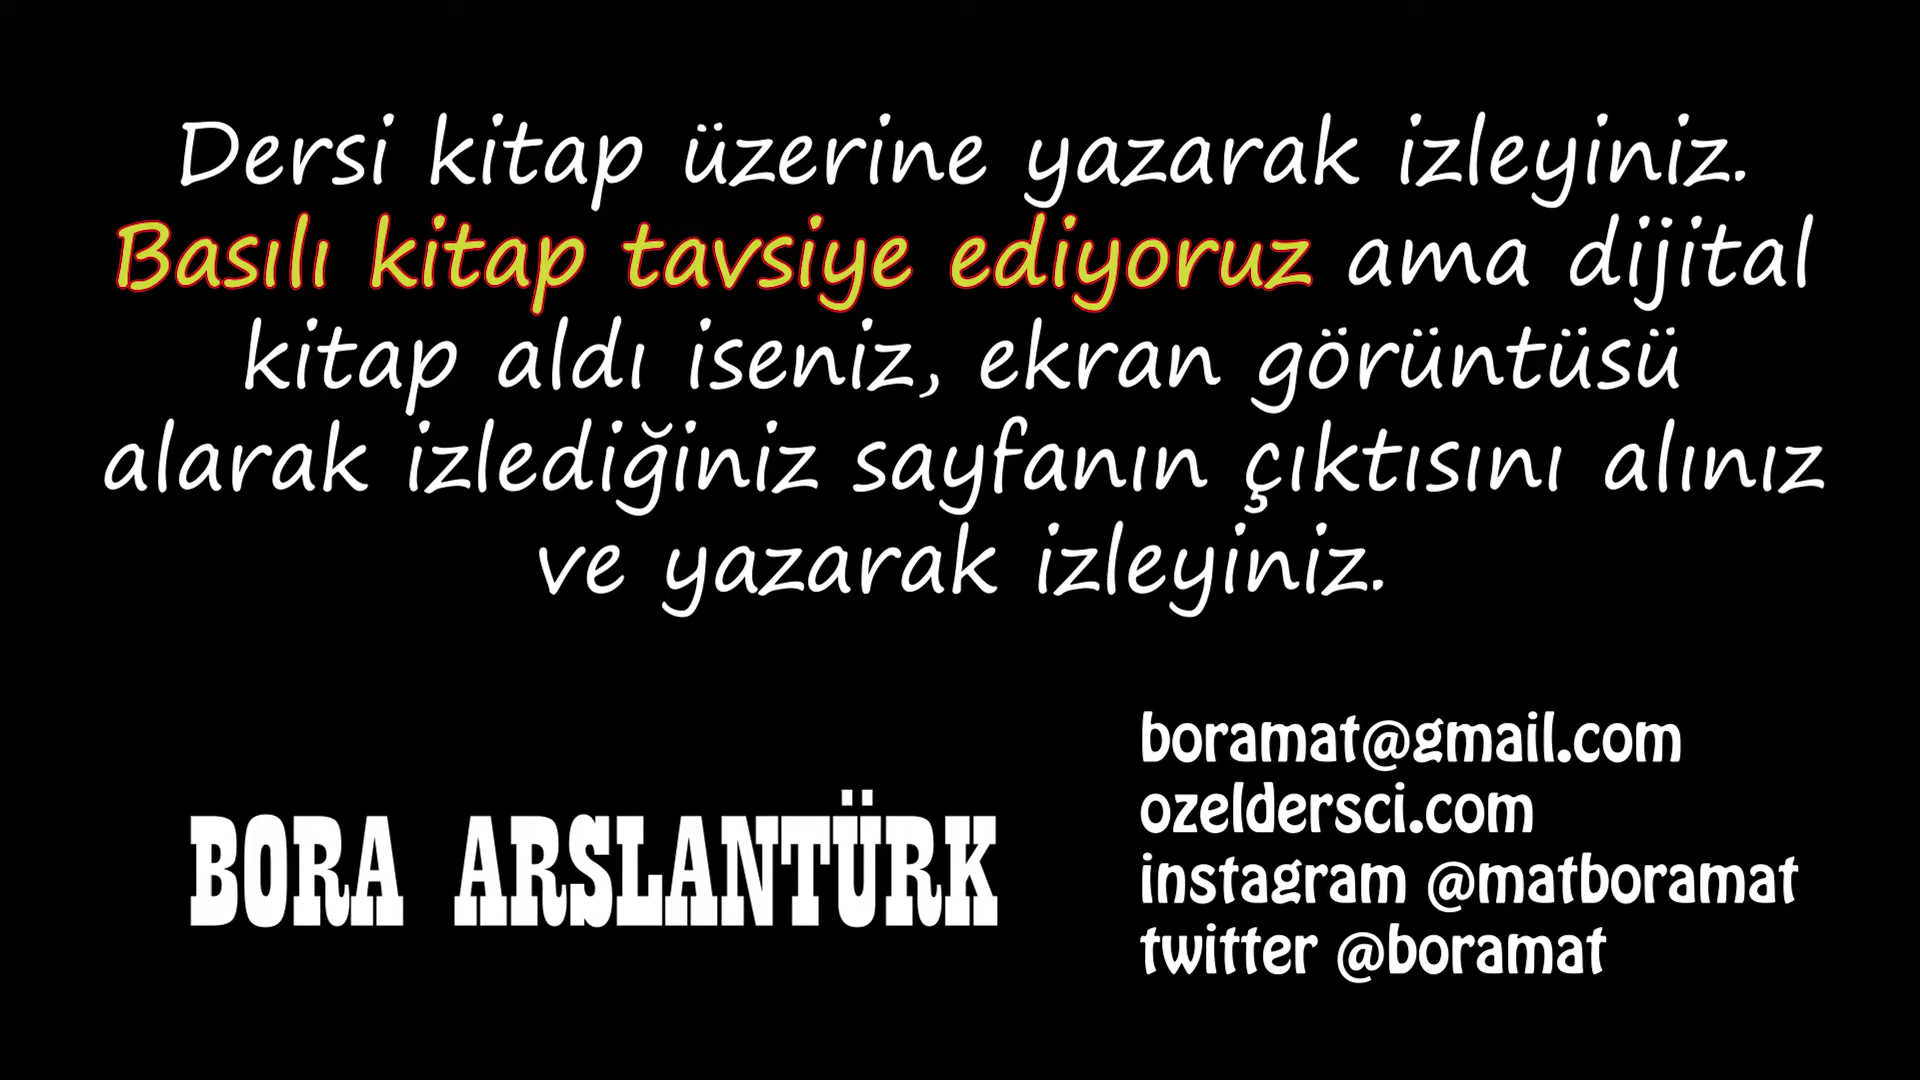 Dersi kitap üzerine yazarak izleyiniz.
Basılı kitap tavsiye ediyoruz ama dijital
kitap aldı iseniz, ekran görüntüsü
alarak izlediğiniz sayfanın çıktısını alınız
ve yazarak izleyiniz.
BORA ARSLANTÜRK
boramat@gmail.com
ozeldersci.com
instagram @matboramat
twitter @boramat